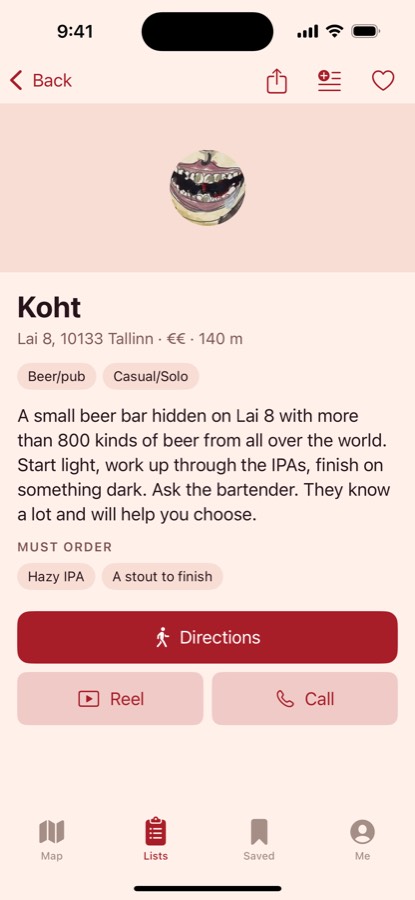 9:41
Back
Koht
Lai 8, 10133 Tallinn · €€ · 140 m
Beer/pub
Casual/Solo
A small beer bar hidden on Lai 8 with more
than 800 kinds of beer from all over the world.
Start light, work up through the IPAs, finish on
something dark. Ask the bartender. They know
a lot and will help you choose.
MUST ORDER
Hazy IPA
A stout to finish
Directions
Reel
Call
Map
Lists
Saved
Me